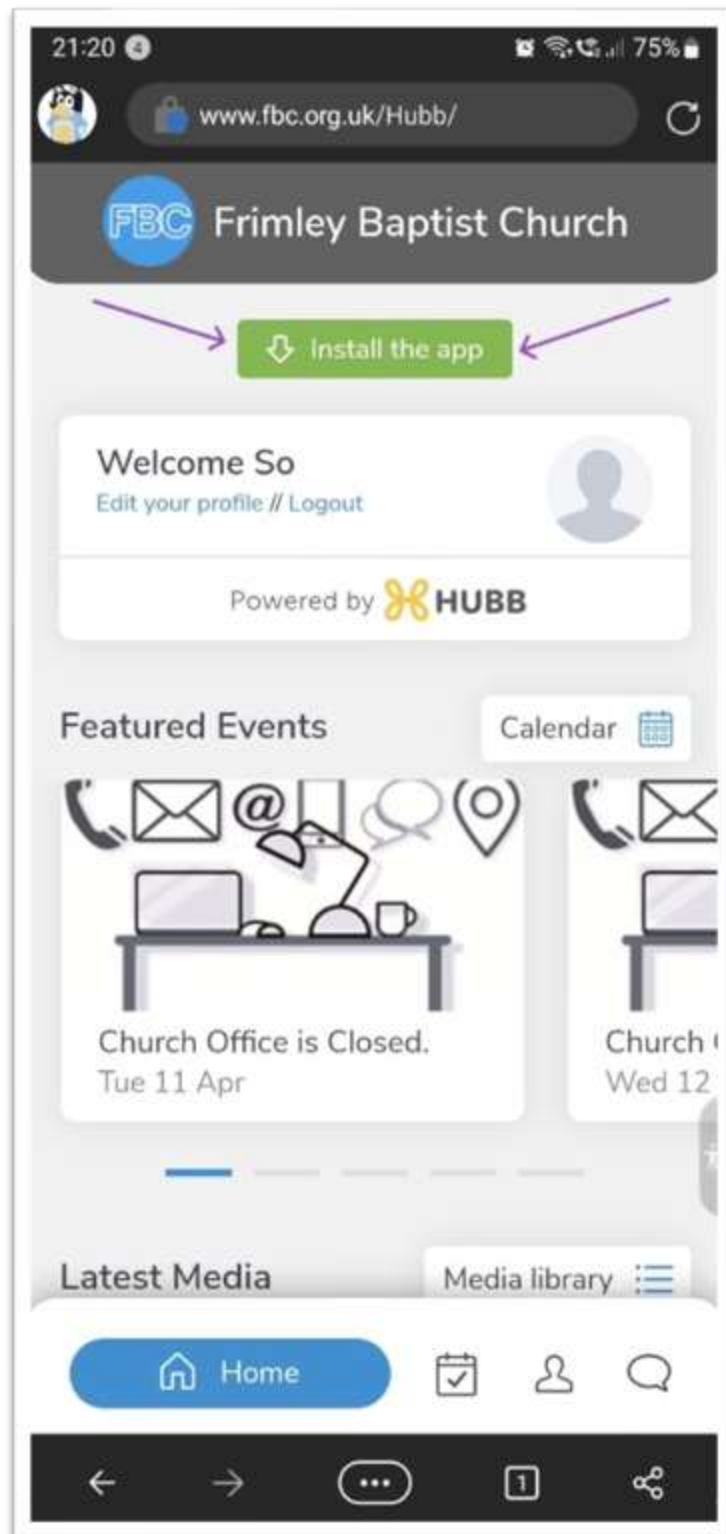 21:20 4 75%
www.fbc.org.uk/Hubb/
FBC Frimley Baptist Church
Install the app
Welcome So
Edit your profile // Logout
Powered by HUBB
Featured Events Calendar
@
Church Office is Closed. Church
Tue 11 Apr Wed 12
Latest Media Media library
Home
1